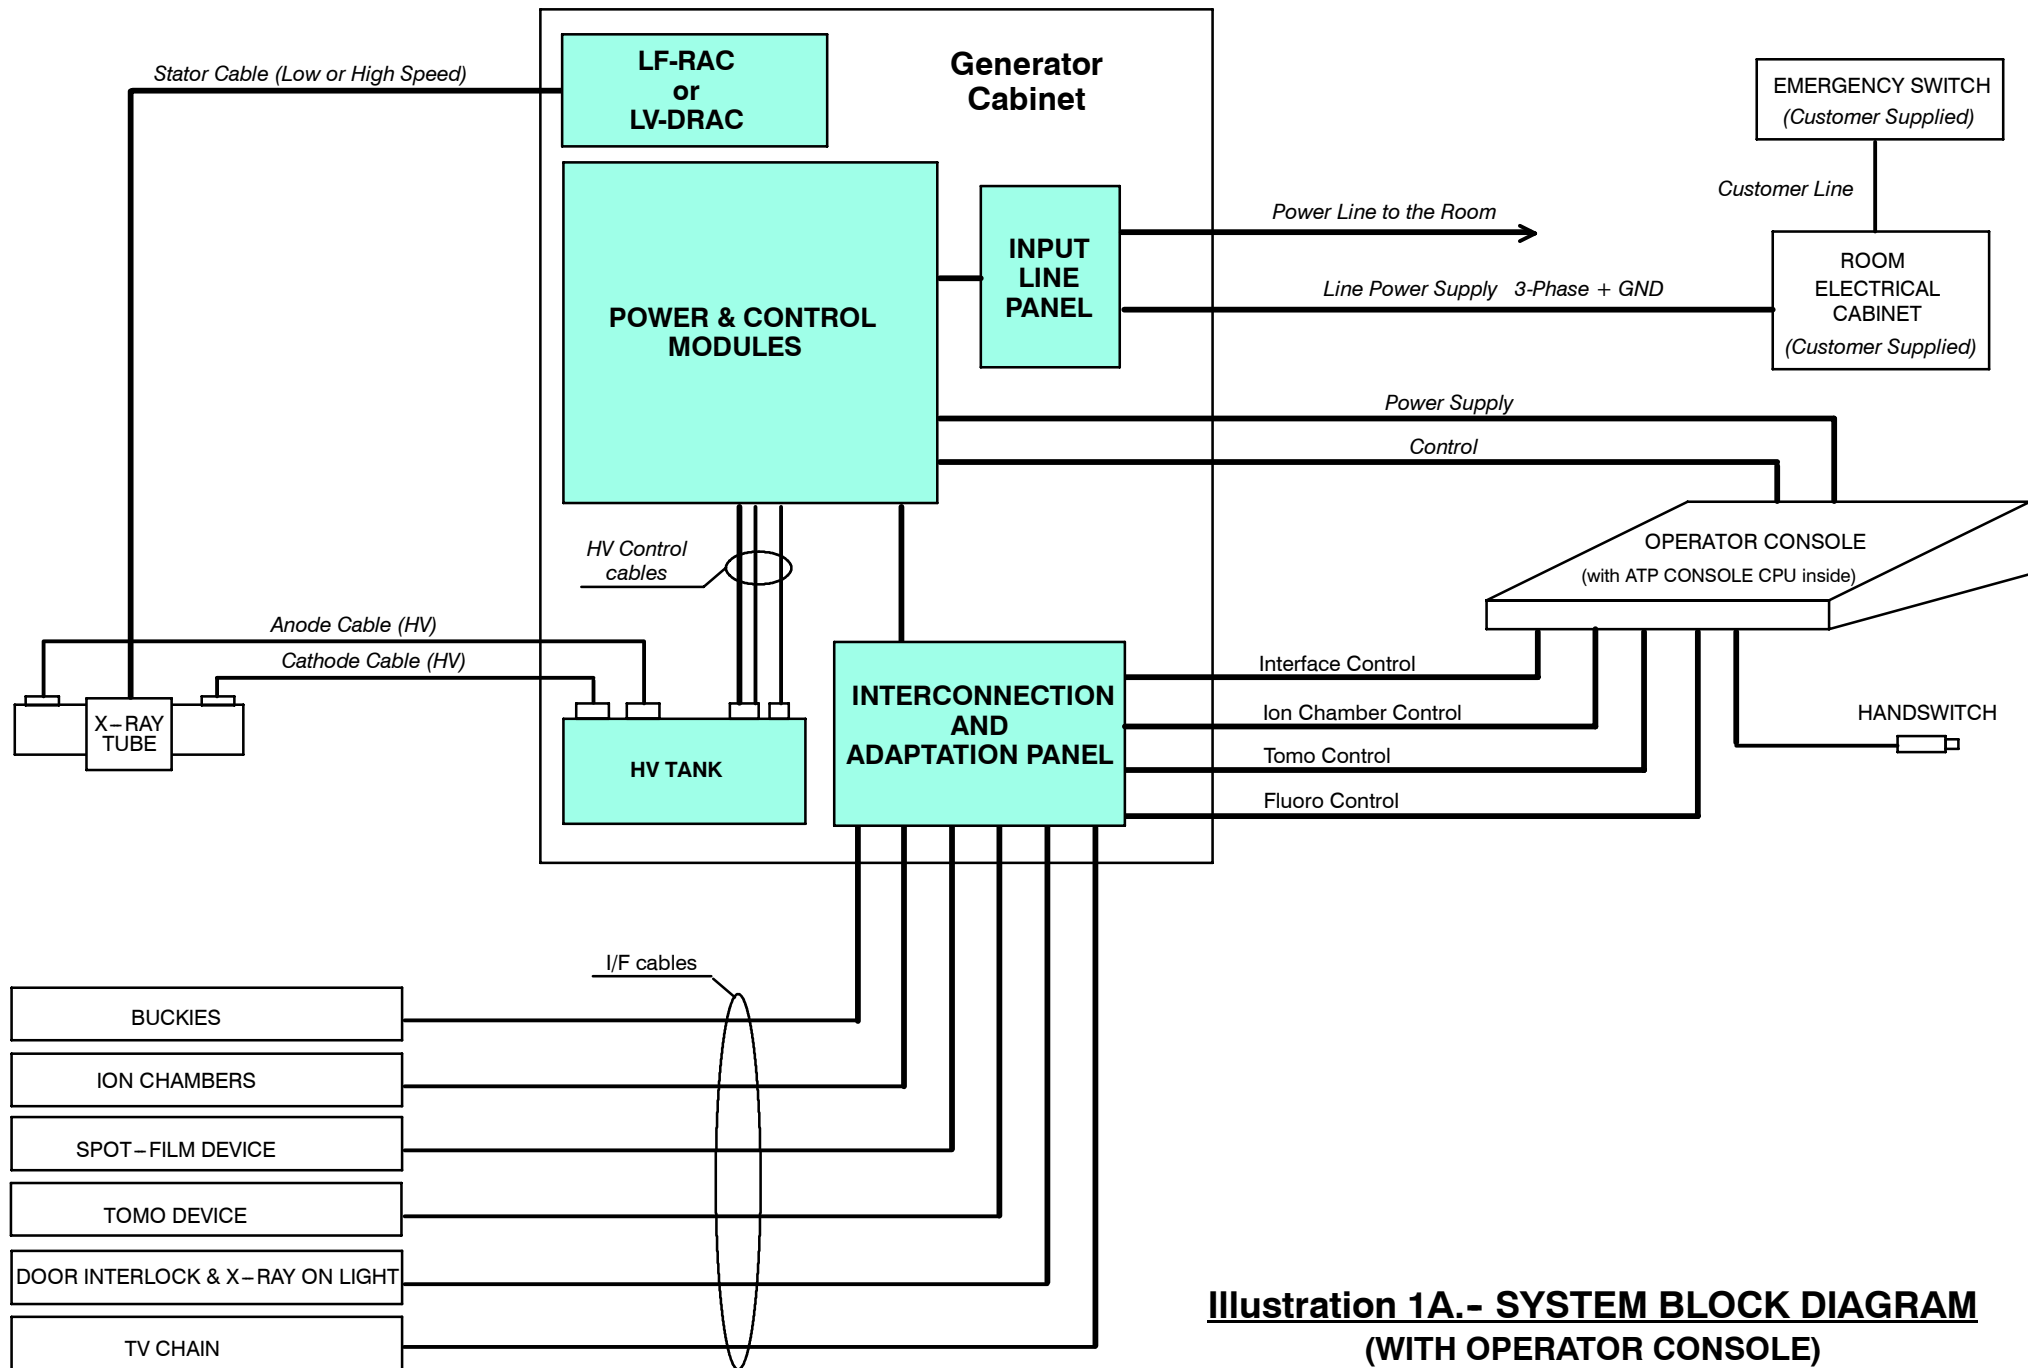 Stator Cable (Low or High Speed)
LF-RAC
or
LV-DRAC
Generator
Cabinet
EMERGENCY SWITCH
(Customer Supplied)
Customer Line
Power Line to the Room
INPUT
LINE
PANEL
ROOM
ELECTRICAL
CABINET
(Customer Supplied)
Line Power Supply 3-Phase + GND
POWER & CONTROL
MODULES
Power Supply
Control
HV Control
cables
OPERATOR CONSOLE
(with ATP CONSOLE CPU inside)
Anode Cable (HV)
Cathode Cable (HV)
X-RAY
TUBE
HV TANK
INTERCONNECTION
AND
ADAPTATION PANEL
Interface Control
Ion Chamber Control
Tomo Control
Fluoro Control
HANDSWITCH
I/F cables
BUCKIES
ION CHAMBERS
SPOT-FILM DEVICE
TOMO DEVICE
DOOR INTERLOCK & X-RAY ON LIGHT
TV CHAIN
Illustration 1A.- SYSTEM BLOCK DIAGRAM
(WITH OPERATOR CONSOLE)